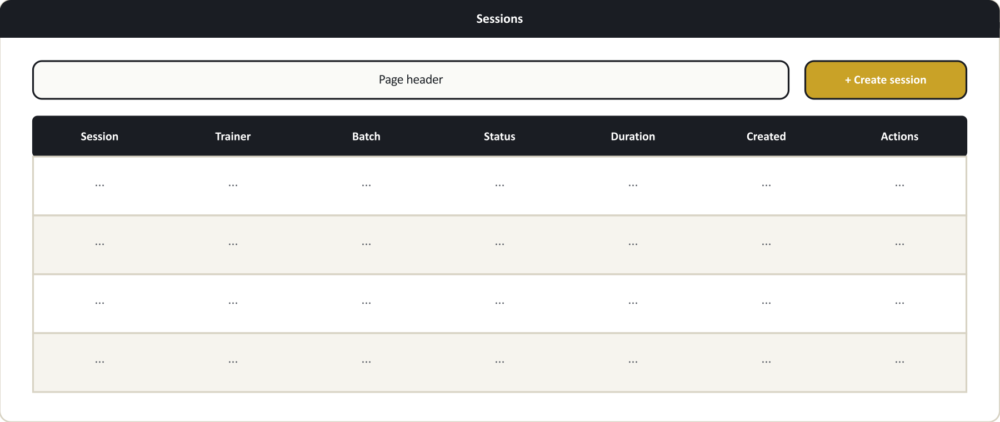 Sessions
Page header
+ Create session
Session Trainer Batch Status Duration Created Actions
... ... ... ... ... ... ...
... ... ... ... ... ... ...
... ... ... ... ... ... ...
... ... ... ... ... ... ...